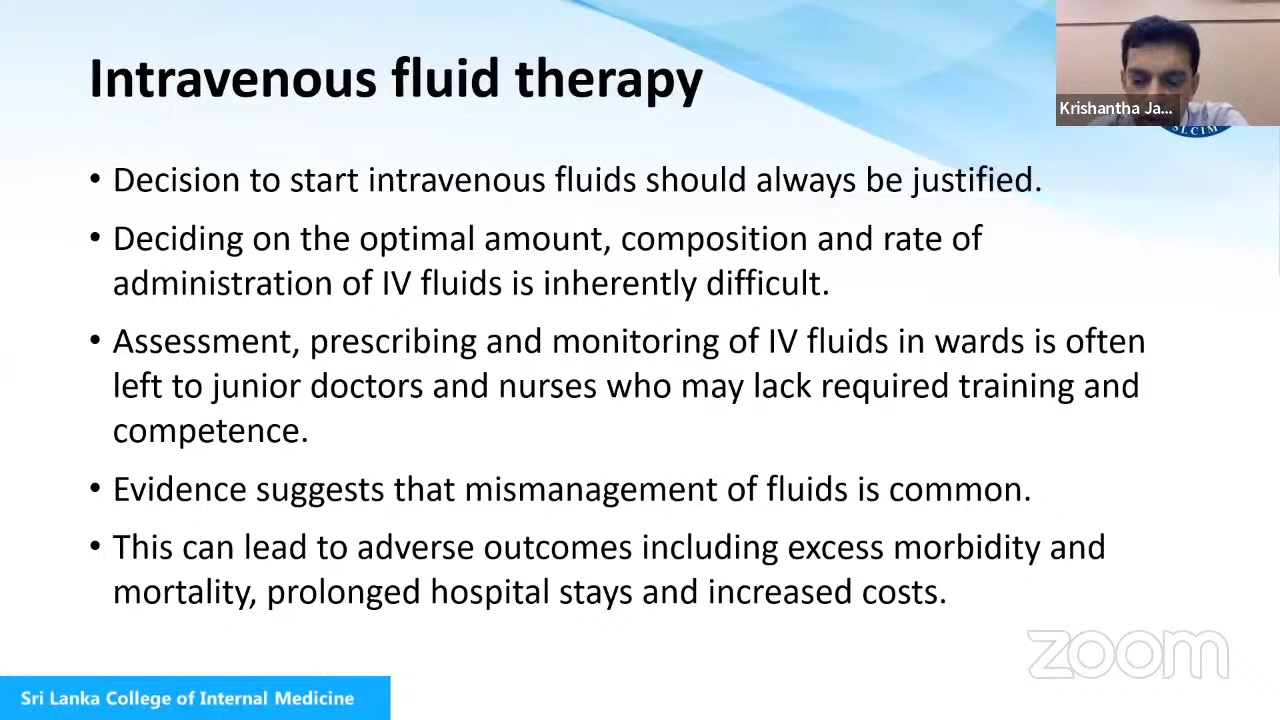 Intravenous fluid therapy
Krishantha Ja...
SLCIM
• Decision to start intravenous fluids should always be justified.
• Deciding on the optimal amount, composition and rate of
administration of IV fluids is inherently difficult.
• Assessment, prescribing and monitoring of IV fluids in wards is often
left to junior doctors and nurses who may lack required training and
competence.
• Evidence suggests that mismanagement of fluids is common.
• This can lead to adverse outcomes including excess morbidity and
mortality, prolonged hospital stays and increased costs.
zoom
Sri Lanka College of Internal Medicine